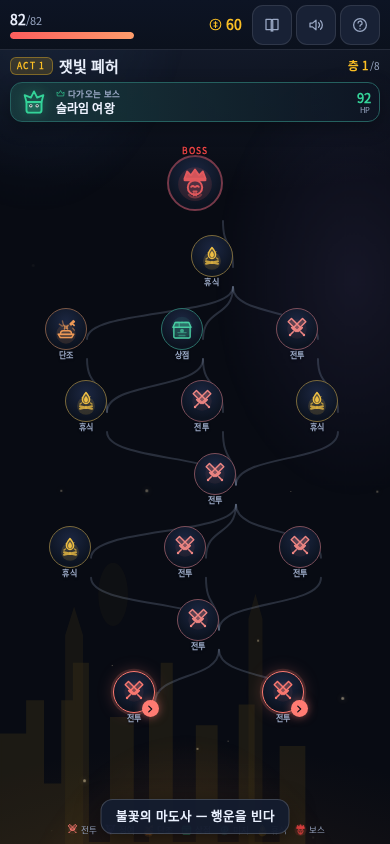 82/82
60
ACT 1 잿빛 폐허 층 1/8
다가오는 보스
슬라임 여왕
92
HP
BOSS
휴식
단조 상점 전투
휴식 전투 휴식
전투
휴식 전투 전투
전투
전투 전투
불꽃의 마도사 — 행운을 빈다
전투 보스